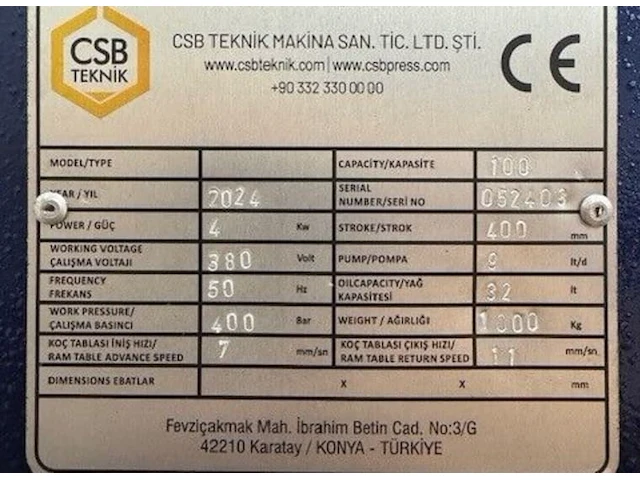 CSB
TEKNİK
CSB TEKNİK MAKİNA SAN. TİC. LTD. ŞTİ.
www.csbteknik.com | www.csbpress.com
+90 332 330 00 00
CE
MODEL/TYPE CAPACITY/KAPASİTE 100
YEAR / YIL 2024 SERIAL NUMBER/SERİ NO 052403
POWER / GÜÇ 4 Kw STROKE/STROK 400 mm
WORKING VOLTAGE
ÇALIŞMA VOLTAJI 380 Volt PUMP/POMPA 9 lt/d
FREQUENCY
FREKANS 50 Hz OILCAPACITY/YAĞ KAPASİTESİ 32 lt
WORK PRESSURE/
ÇALIŞMA BASINCI 400 Bar WEIGHT / AĞIRLIĞI Kg
KOÇ TABLASI İNİŞ HIZI/
RAM TABLE ADVANCE SPEED 7 mm/sn KOÇ TABLASI ÇIKIŞ HIZI/
RAM TABLE RETURN SPEED 11 mm/sn.
DIMENSIONS EBATLAR X X mm
Fevziçakmak Mah. İbrahim Betin Cad. No:3/G
42210 Karatay / KONYA - TÜRKİYE